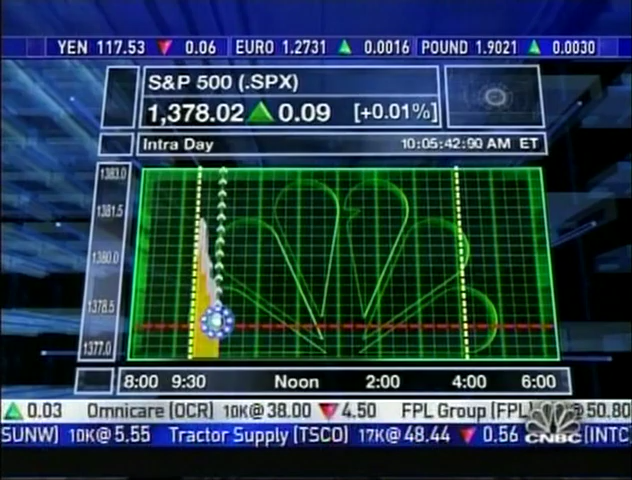 YEN 117.53 ▼ 0.06 EURO 1.2731 ▲ 0.0016 POUND 1.9021 ▲ 0.0030
S&P 500 (.SPX)
1,378.02 ▲ 0.09 [+0.01%]
Intra Day 10:05:42:90 AM ET
1383.0
1381.5
1380.0
1378.5
1377.0
8:00 9:30 Noon 2:00 4:00 6:00
▲ 0.03 Omnicare (OCR) 10K@38.00 ▼ 4.50 FPL Group (FPL) @50.80
CNBC
SUNW) 10K@5.55 Tractor Supply (TSCO) 17K@48.44 ▼ 0.56 (INTC